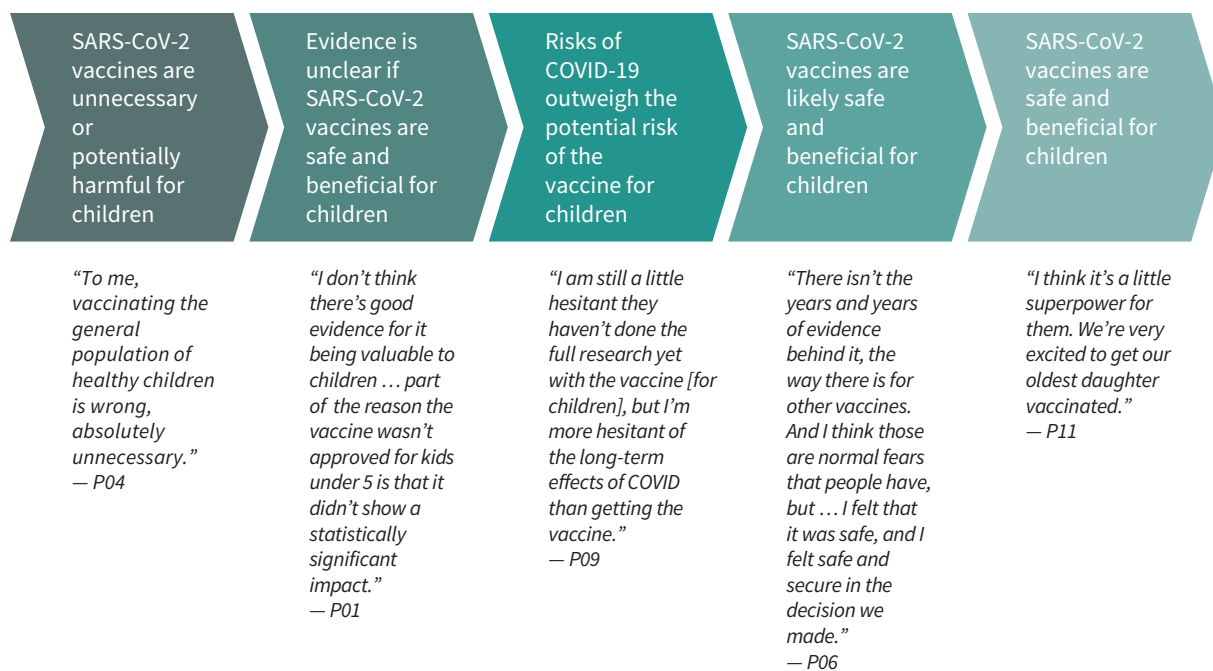 SARS-CoV-2
vaccines are
unnecessary
or
potentially
harmful for
children
Evidence is
unclear if
SARS-CoV-2
vaccines are
safe and
beneficial for
children
Risks of
COVID-19
outweigh the
potential risk
of the
vaccine for
children
SARS-CoV-2
vaccines are
likely safe
and
beneficial for
children
SARS-CoV-2
vaccines are
safe and
beneficial for
children
“To me,
vaccinating the
general
population of
healthy children
is wrong,
absolutely
unnecessary.”
— P04
“I don’t think
there’s good
evidence for it
being valuable to
children … part
of the reason the
vaccine wasn’t
approved for kids
under 5 is that it
didn’t show a
statistically
significant
impact.”
— P01
“I am still a little
hesitant they
haven’t done the
full research yet
with the vaccine [for
children], but I’m
more hesitant of
the long-term
effects of COVID
than getting the
vaccine.”
— P09
“There isn’t the
years and years
of evidence
behind it, the
way there is for
other vaccines.
And I think those
are normal fears
that people have,
but … I felt that
it was safe, and I
felt safe and
secure in the
decision we
made.”
— P06
“I think it’s a little
superpower for
them. We’re very
excited to get our
oldest daughter
vaccinated.”
— P11